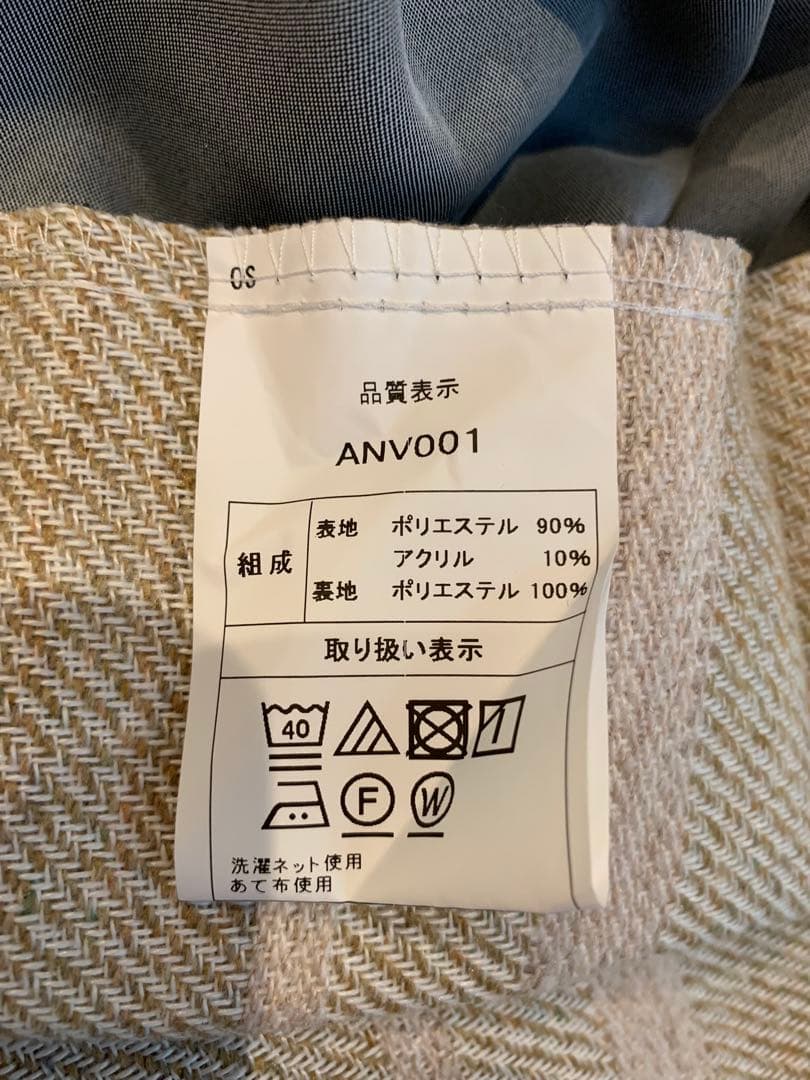 OS
品質表示
ANV001
組成
表地 ポリエステル 90%
アクリル 10%
裏地 ポリエステル 100%
取り扱い表示
40
F W
洗濯ネット使用
あて布使用